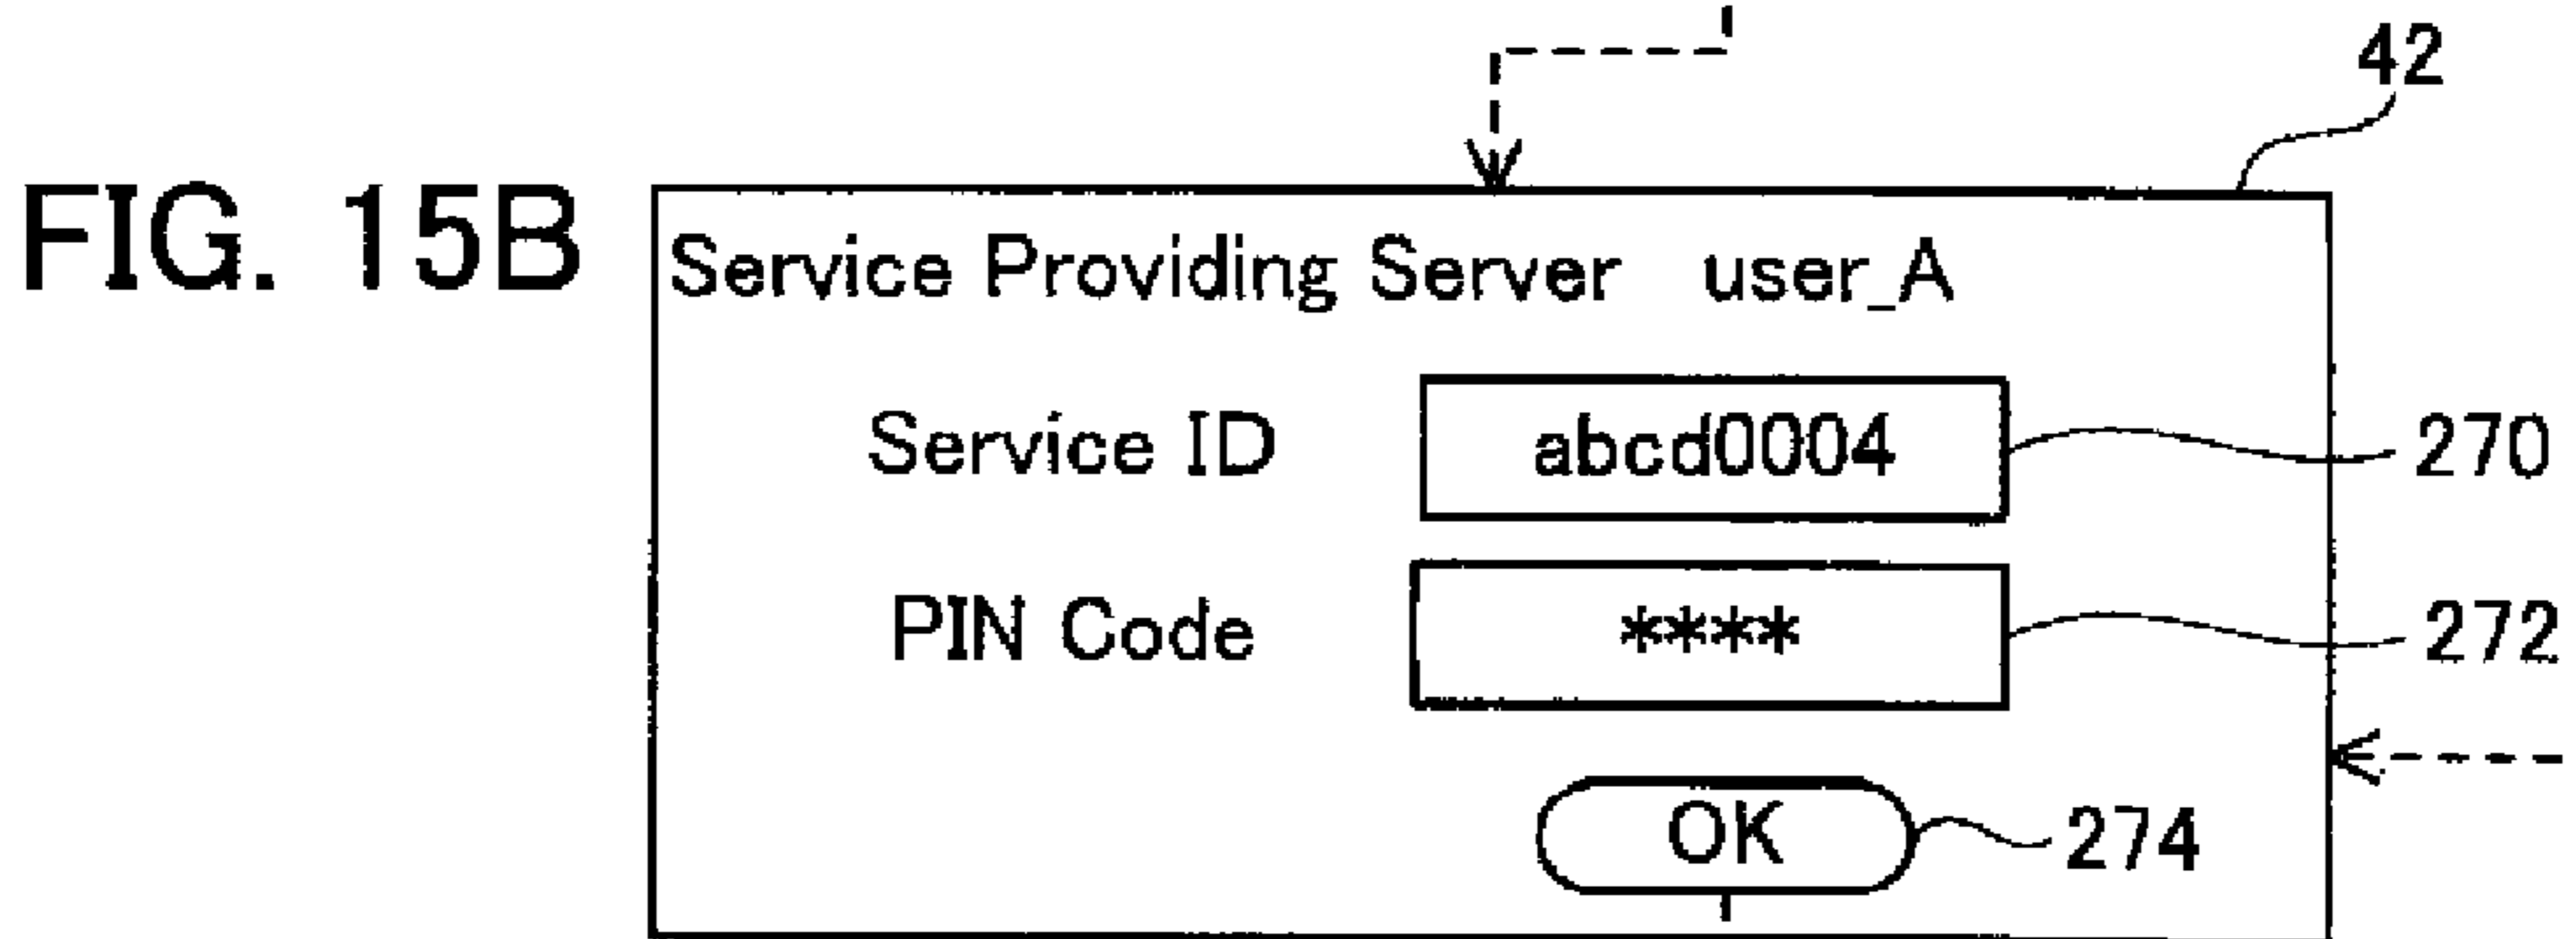 42
FIG. 15B
Service Providing Server user_A
Service ID abcd0004 270
PIN Code **** 272
OK 274